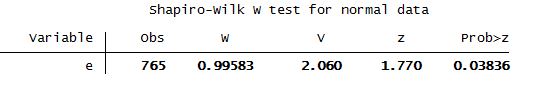 Shapiro-Wilk W test for normal data
Variable Obs W V z Prob>z
e 765 0.99583 2.060 1.770 0.03836